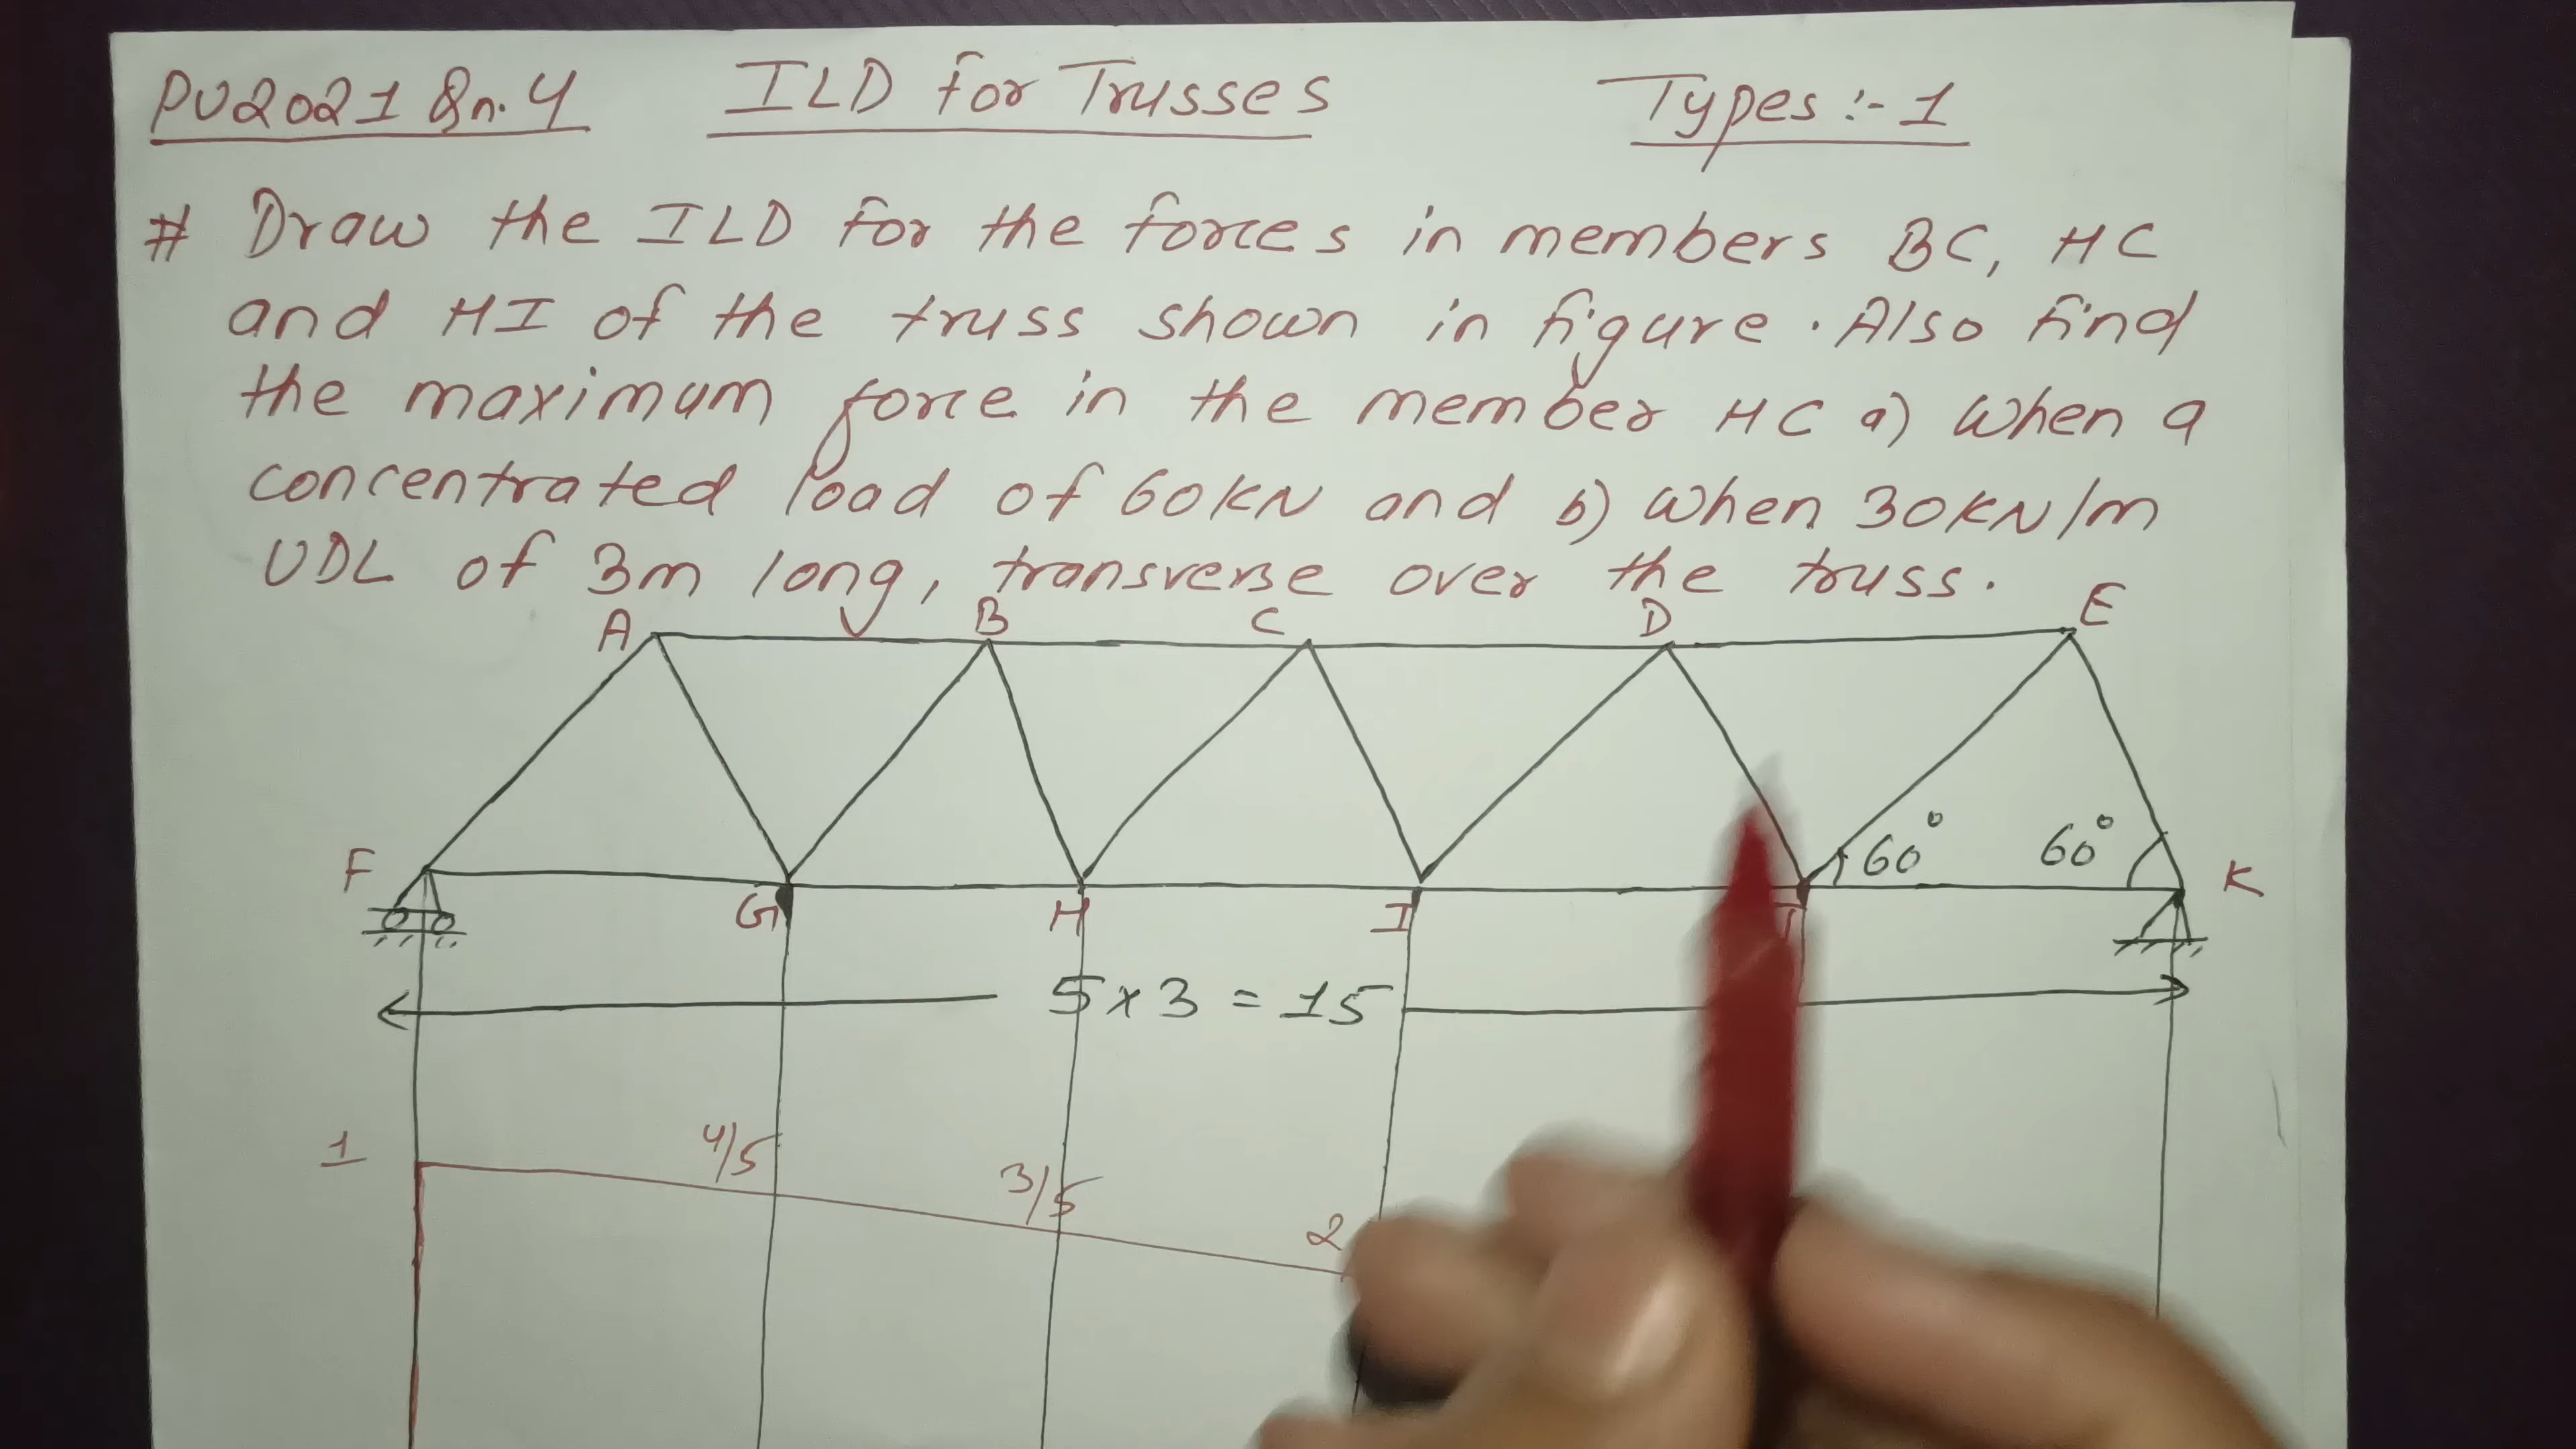 PU2021 Qn.4 ILD For Trusses Types :- 1
# Draw the ILD for the forces in members BC, HC
and HI of the truss shown in figure. Also find
the maximum force in the member HC a) When a
concentrated load of 60KN and b) When 30KN/m
UDL of 3m long, transverse over the truss.
A B C D E
60° 60°
F G H I K
5 x 3 = 15
1 4/5 3/5 2